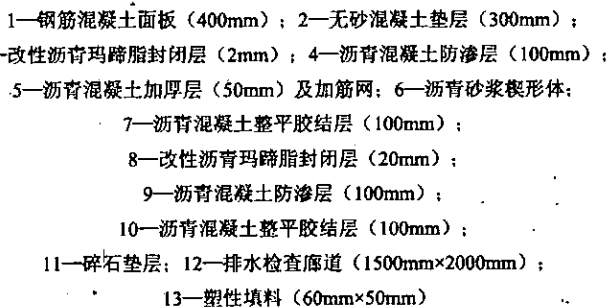 1—钢筋混凝土面板（400mm）；2—无砂混凝土垫层（300mm）；
-改性沥青玛蹄脂封闭层（2mm）；4—沥青混凝土防渗层（100mm）；
5—沥青混凝土加厚层（50mm）及加筋网；6—沥青砂浆楔形体；
7—沥青混凝土整平胶结层（100mm）；
8—改性沥青玛蹄脂封闭层（20mm）；
9—沥青混凝土防渗层（100mm）；
10—沥青混凝土整平胶结层（100mm）；
11—碎石垫层；12—排水检查廊道（1500mm×2000mm）；
13—塑性填料（60mm×50mm）